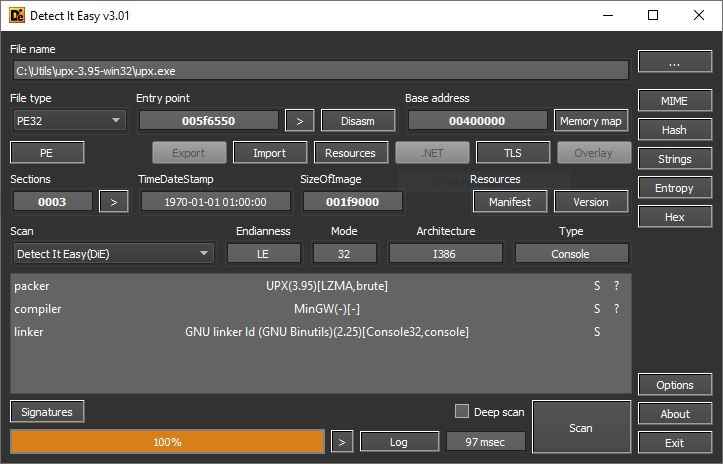 Detect It Easy v3.01
File name
C:\Utils\upx-3.95-win32\upx.exe
...
File type Entry point Base address
PE32 005f6550 > Disasm 00400000 Memory map MIME
PE Export Import Resources .NET TLS Overlay Hash
Strings
Sections TimeDateStamp SizeOfImage Resources
0003 > 1970-01-01 01:00:00 001f9000 Manifest Version Entropy
Hex
Scan Endianness Mode Architecture Type
Detect It Easy(DiE) LE 32 I386 Console
packer UPX(3.95)[LZMA,brute] S ?
compiler MinGW(-)[-] S ?
linker GNU linker ld (GNU Binutils)(2.25)[Console32,console] S
Options
Signatures Deep scan Scan About
100% > Log 97 msec Exit